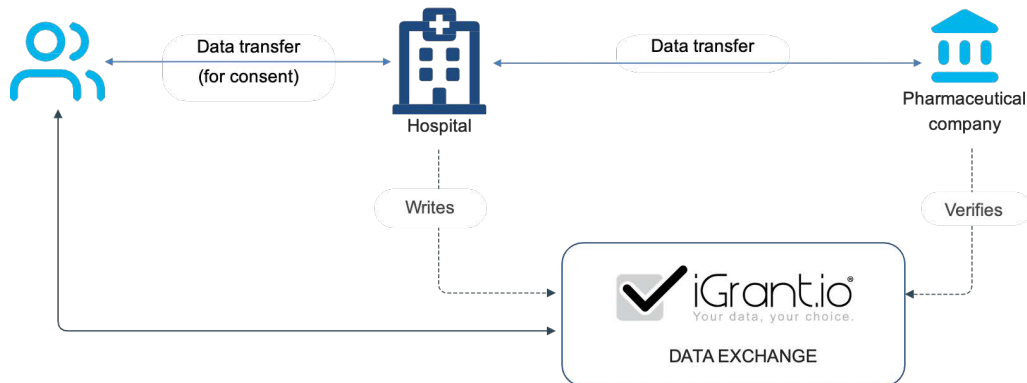 Data transfer
(for consent)
Data transfer
Hospital
Pharmaceutical
company
Writes
Verifies
iGrant.io®
Your data, your choice.
DATA EXCHANGE